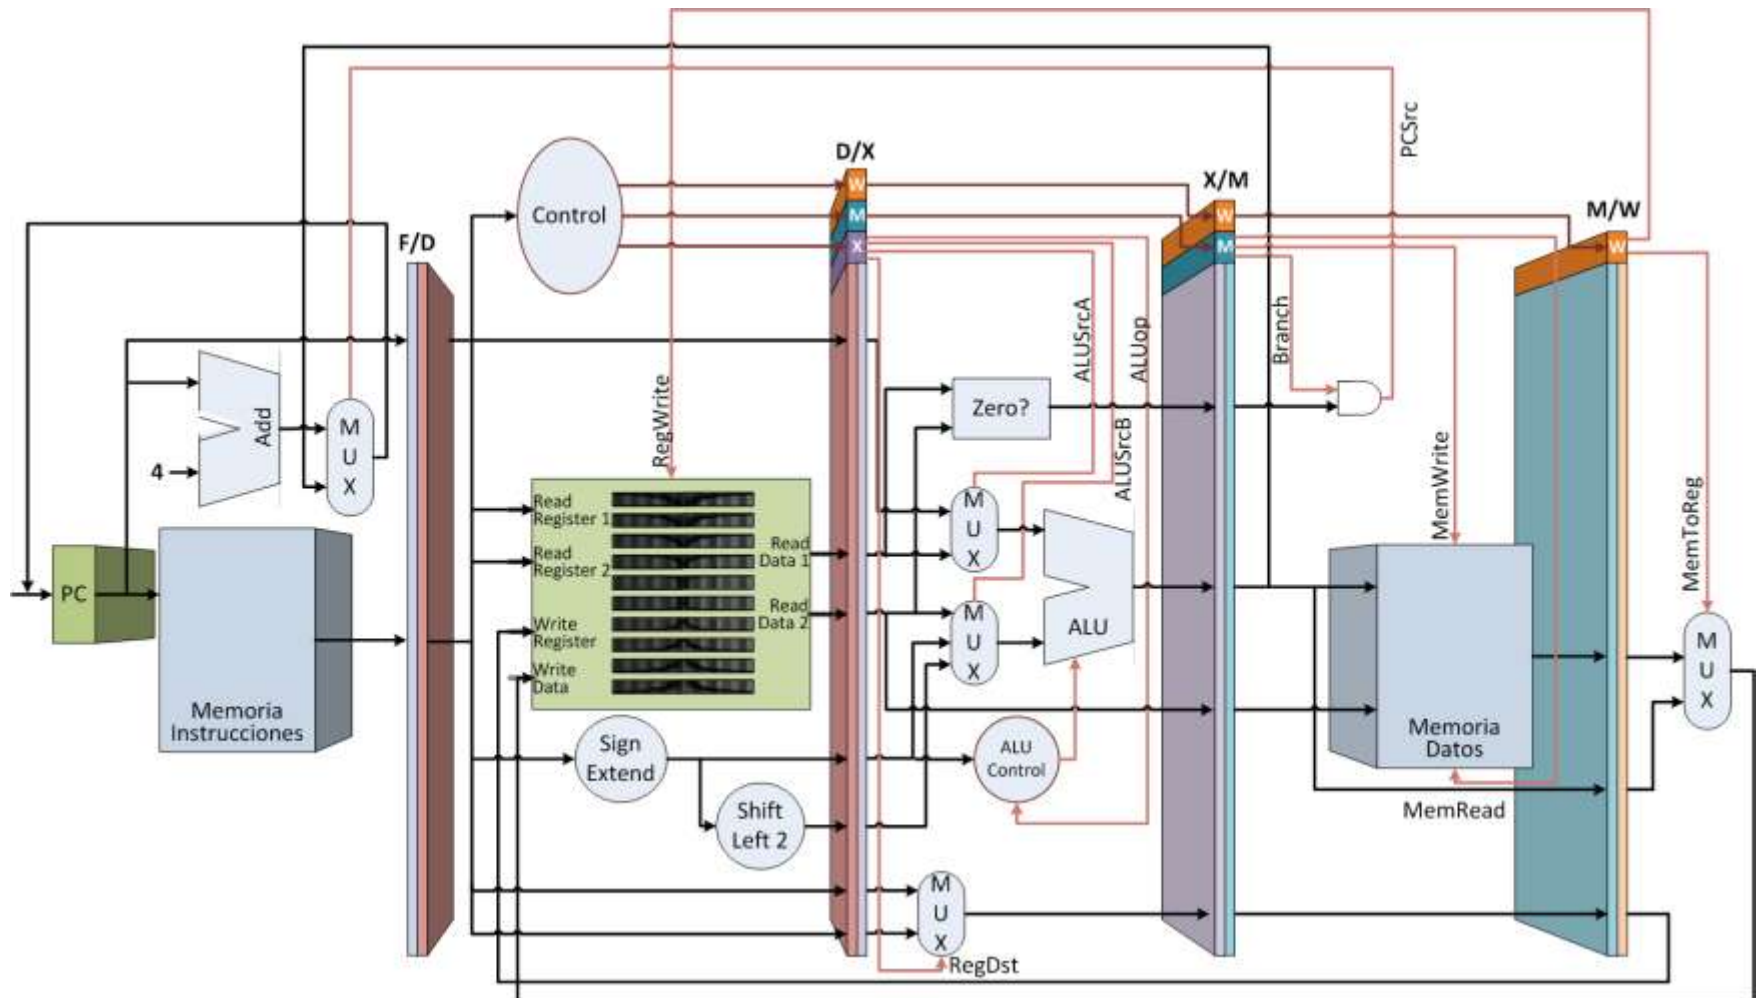 PCSrc
D/X
W
X/M
M
W
Control
M/W
F/D
X
M
W
Branch
ALUSrcA
ALUop
RegWrite
Zero?
Add
M
U
X
4
ALUSrcB
MemWrite
MemToReg
Read
Register 1
M
U
X
Read
Register 2
Read
Data 1
PC
Read
Data 2
M
U
X
ALU
Write
Register
M
U
X
Write
Data
Memoria
Instrucciones
Memoria
Datos
Sign
Extend
ALU
Control
Shift
Left 2
MemRead
M
U
X
RegDst